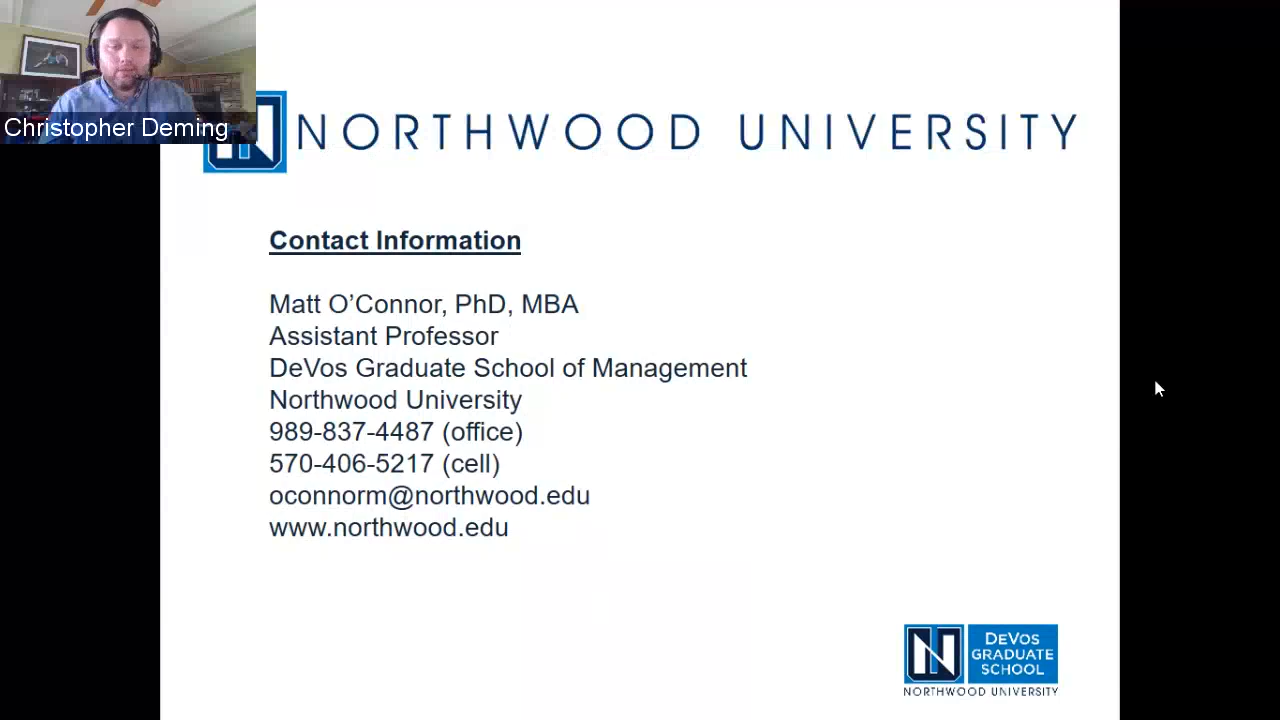 Christopher Deming
NORTHWOOD UNIVERSITY
Contact Information
Matt O’Connor, PhD, MBA
Assistant Professor
DeVos Graduate School of Management
Northwood University
989-837-4487 (office)
570-406-5217 (cell)
oconnorm@northwood.edu
www.northwood.edu
N DEVOS
GRADUATE
SCHOOL
NORTHWOOD UNIVERSITY